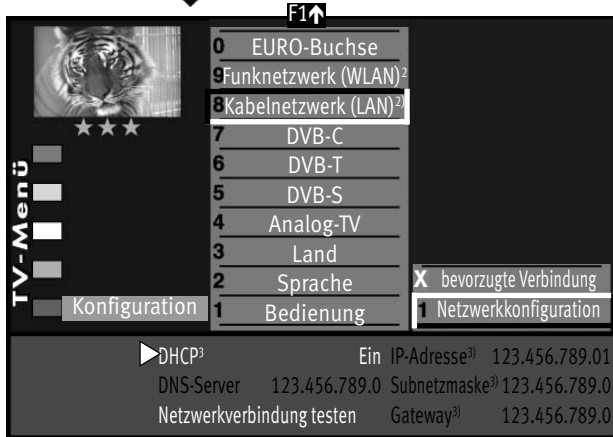 F1↑
0 EURO-Buchse
9 Funknetzwerk (WLAN)2
8 Kabelnetzwerk (LAN)2)
7 DVB-C
6 DVB-T
5 DVB-S
4 Analog-TV
3 Land
2 Sprache
1 Bedienung
TV-Menü
Konfiguration
X bevorzugte Verbindung
1 Netzwerkkonfiguration
DHCP3 Ein IP-Adresse3) 123.456.789.01
DNS-Server 123.456.789.0 Subnetzmaske3) 123.456.789.0
Netzwerkverbindung testen Gateway3) 123.456.789.0